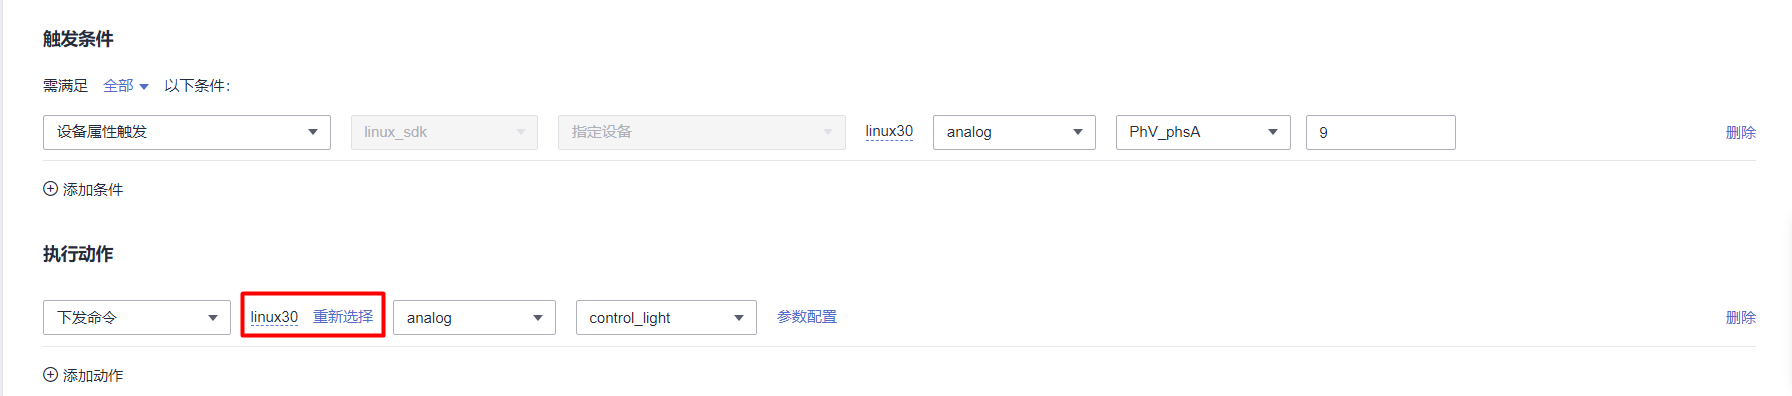 触发条件
需满足 全部 以下条件：
设备属性触发 linux_sdk 指定设备 linux30 analog PhV_phsA 9 删除
添加条件
执行动作
下发命令 linux30 重新选择 analog control_light 参数配置 删除
添加动作